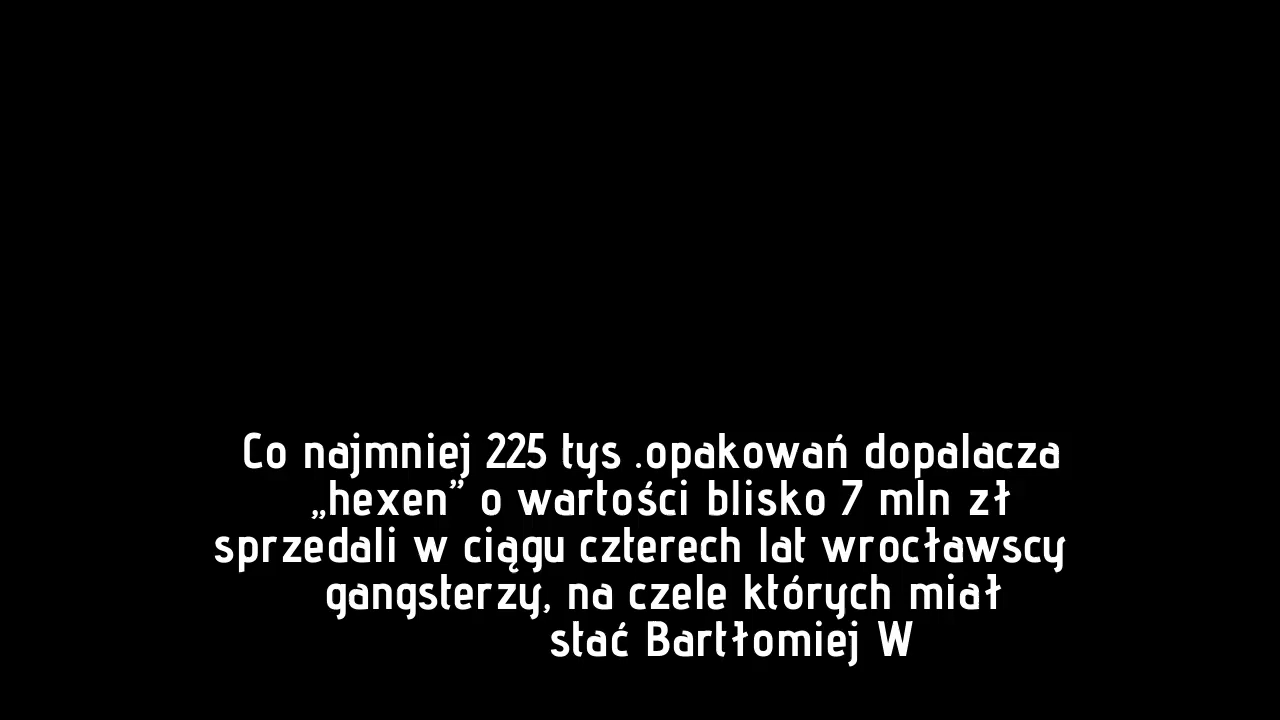 Co najmniej 225 tys .opakowań dopalacza
„hexen” o wartości blisko 7 mln zł
sprzedali w ciągu czterech lat wrocławscy
gangsterzy, na czele których miał
stać Bartłomiej W